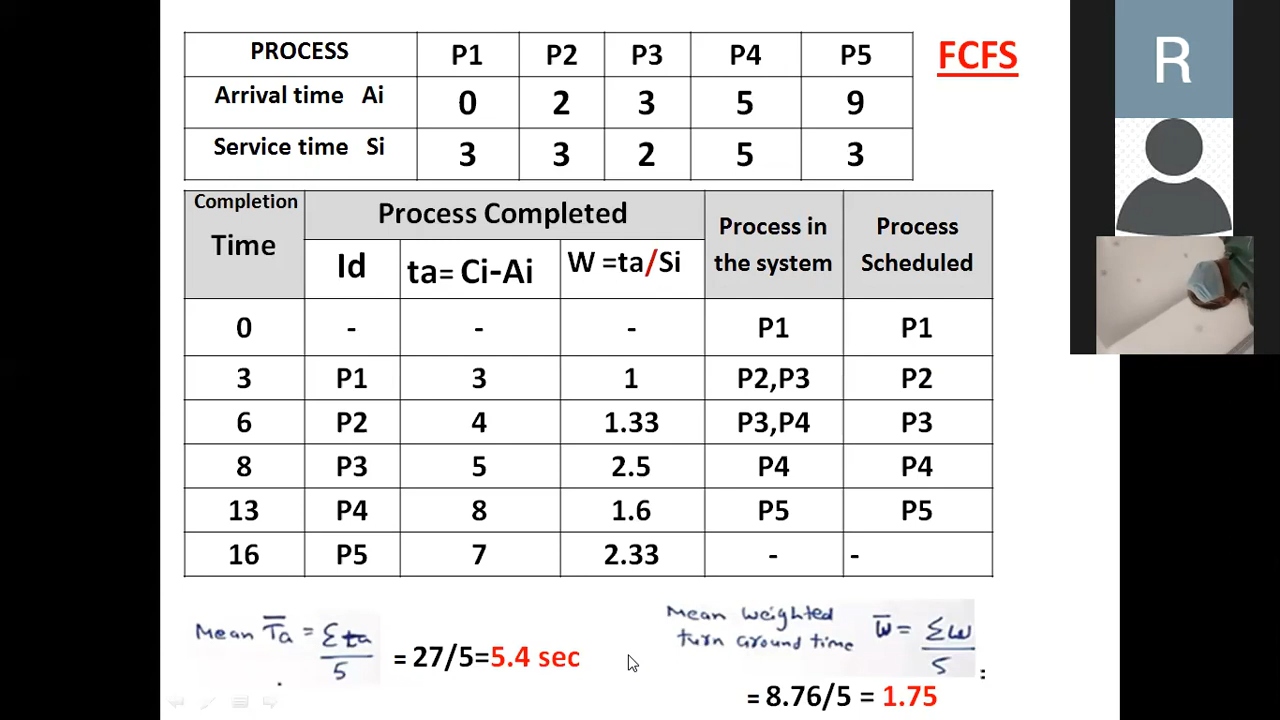 PROCESS P1 P2 P3 P4 P5 FCFS
Arrival time Ai 0 2 3 5 9
Service time Si 3 3 2 5 3
Completion Time Process Completed Process in the system Process Scheduled
Id ta= Ci-Ai W =ta/Si
0 - - - P1 P1
3 P1 3 1 P2,P3 P2
6 P2 4 1.33 P3,P4 P3
8 P3 5 2.5 P4 P4
13 P4 8 1.6 P5 P5
16 P5 7 2.33 - -
Mean T̅a = Σta/5 = 27/5=5.4 sec
Mean weighted turn Ground time W̅ = Σw/5 =
= 8.76/5 = 1.75
R